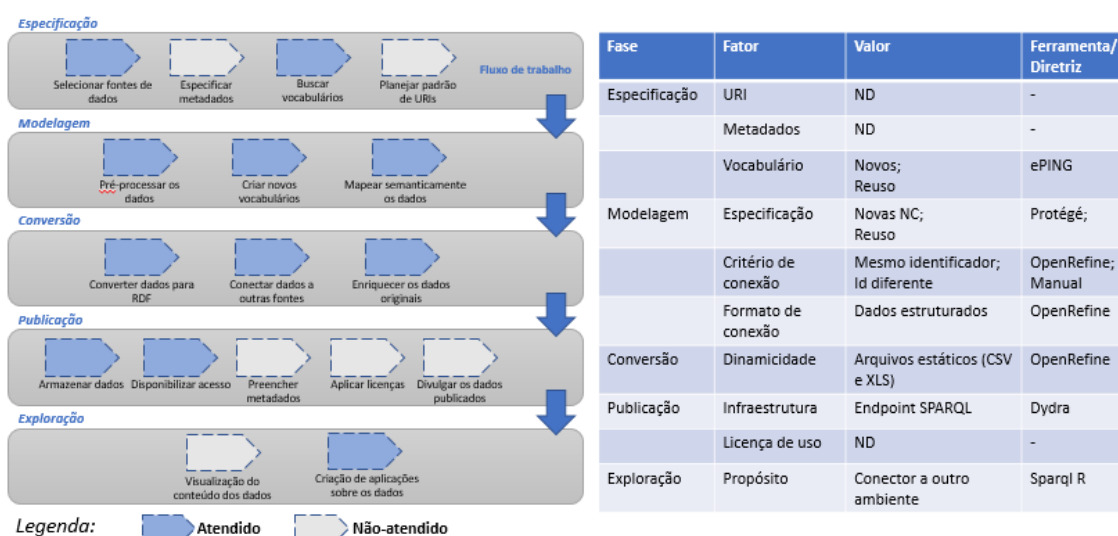 Especificação
Selecionar fontes de
dados
Especificar
metadados
Buscar
vocabulários
Planejar padrão
de URIs
Fluxo de trabalho
Modelagem
Pré-processar os
dados
Criar novos
vocabulários
Mapear semanticamente
os dados
Conversão
Converter dados para
RDF
Conectar dados a
outras fontes
Enriquecer os dados
originais
Publicação
Armazenar dados
Disponibilizar acesso
Preencher
metadados
Aplicar licenças
Divulgar os dados
publicados
Exploração
Visualização do
conteúdo dos dados
Criação de aplicações
sobre os dados
Legenda:
Atendido
Não-atendido
Fase Fator Valor Ferramenta/
Diretriz
Especificação URI ND -
Metadados ND -
Vocabulário Novos; ePING
Reuso
Modelagem Especificação Novas NC; Protégé;
Reuso
Critério de Mesmo identificador; OpenRefine;
conexão Id diferente Manual
Formato de Dados estruturados OpenRefine
conexão
Conversão Dinamicidade Arquivos estáticos (CSV OpenRefine
e XLS)
Publicação Infraestrutura Endpoint SPARQL Dydra
Licença de uso ND -
Exploração Propósito Conector a outro Sparql R
ambiente